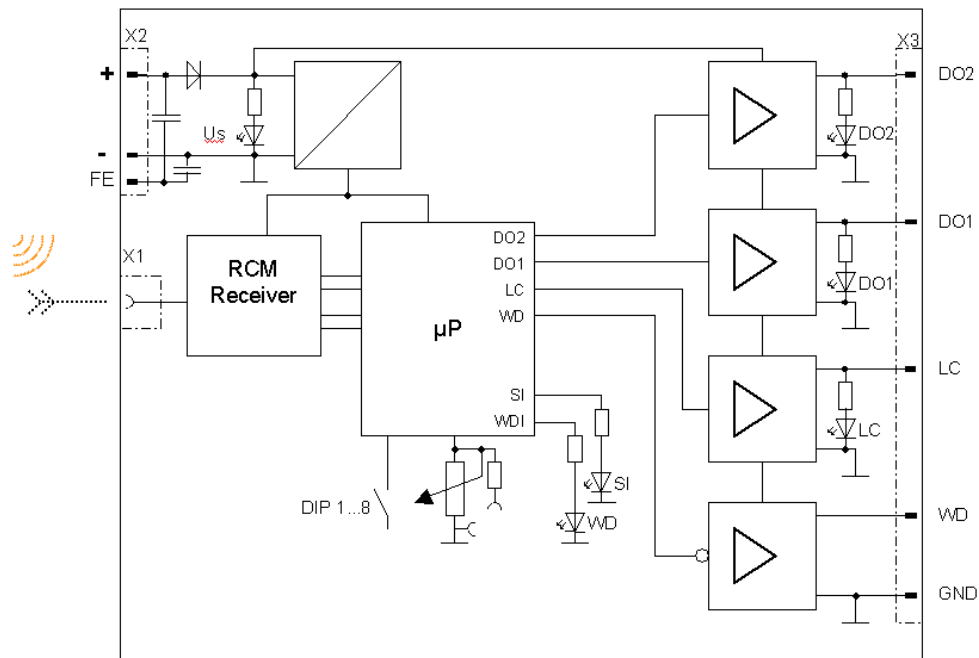 X2
X3
+
DO2
Us
DO2
-
FE
DO1
X1
RCM
Receiver
DO2
DO1
LC
WD
µP
DO1
LC
SI
WDI
LC
DIP 1...8
SI
WD
WD
GND